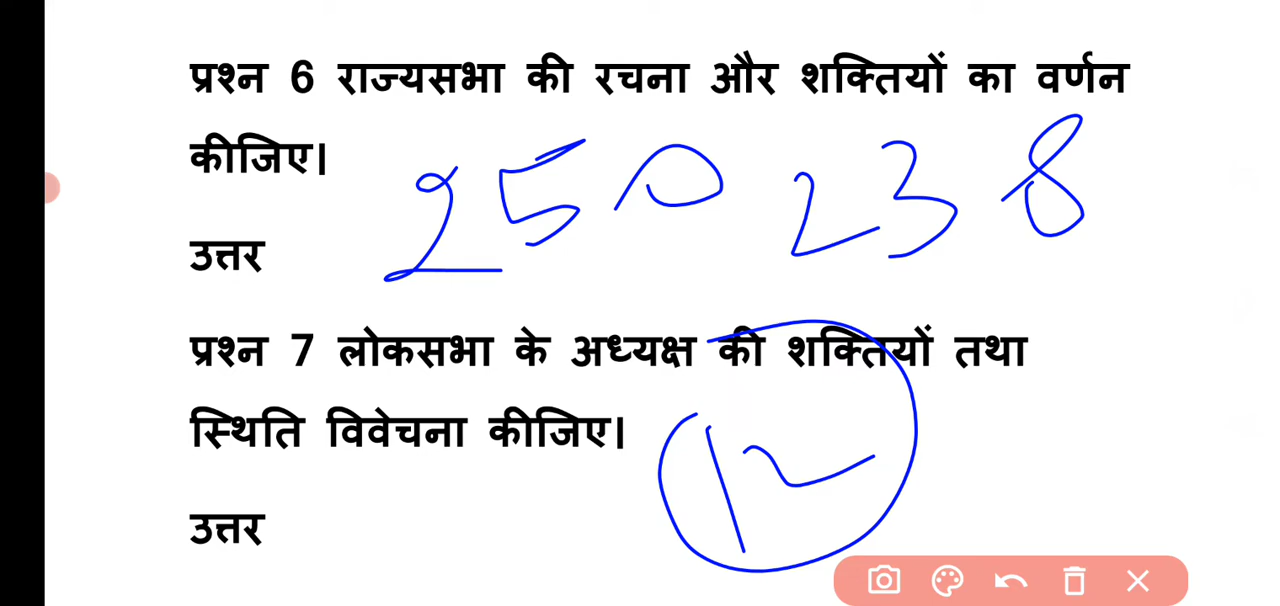 प्रश्न 6 राज्यसभा की रचना और शक्तियों का वर्णन
कीजिए।
250 238
उत्तर
प्रश्न 7 लोकसभा के अध्यक्ष की शक्तियों तथा
स्थिति विवेचना कीजिए।
12
उत्तर